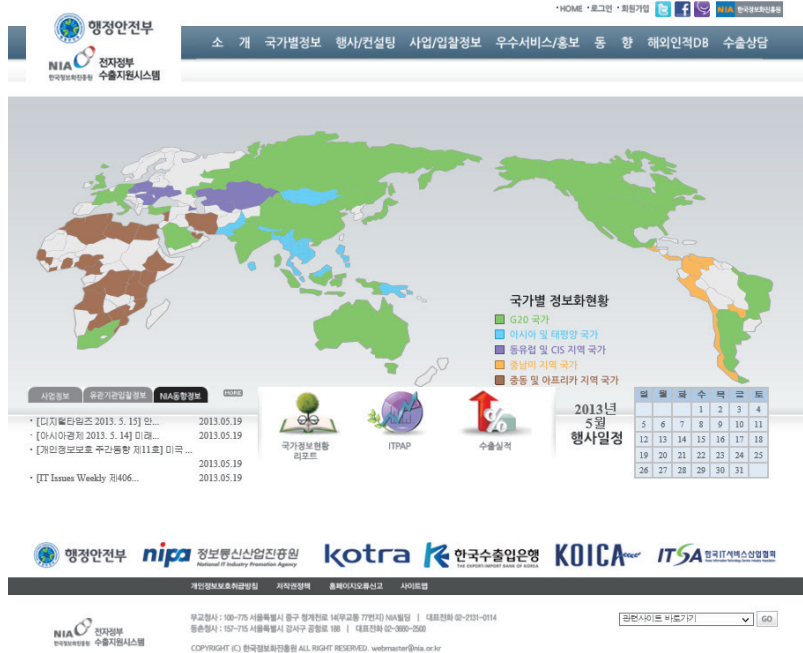 ·HOME ·로그인 ·회원가입 NIA 한국정보화진흥원
행정안전부
소 개 국가별정보 행사/컨설팅 사업/입찰정보 우수서비스/홍보 동 향 해외인적DB 수출상담
NIA 전자정부
한국정보화진흥원 수출지원시스템
국가별 정보화현황
G20 국가
아시아 및 태평양 국가
동유럽 및 CIS 지역 국가
중남미 지역 국가
중동 및 아프리카 지역 국가
사업정보 유관기관입찰정보 NIA동향정보 MORE
· [디지털타임즈 2013. 5. 15] 안... 2013.05.19
· [아시아경제 2013. 5. 14] 미래... 2013.05.19
· [개인정보보호 주간동향 제11호] 미국 ...
2013.05.19
· [IT Issues Weekly 제406... 2013.05.19
국가정보현황
리포트
ITPAP
수출실적
2013년
5월
행사일정
일 월 화 수 목 금 토
1 2 3 4
5 6 7 8 9 10 11
12 13 14 15 16 17 18
19 20 21 22 23 24 25
26 27 28 29 30 31
행정안전부 nipa 정보통신산업진흥원 kotra 한국수출입은행 KOICA ITSA 한국IT서비스산업협회
National IT Industry Promotion Agency THE EXPORT-IMPORT BANK OF KOREA
개인정보보호취급방침 저작권정책 홈페이지오류신고 사이트맵
NIA 전자정부
한국정보화진흥원 수출지원시스템
무교청사 : 100-775 서울특별시 중구 청계천로 14(무교동 77번지) NIA빌딩 | 대표전화 02-2131-0114
등촌청사 : 157-715 서울특별시 강서구 공항로 188 | 대표전화 02-3660-2500
COPYRIGHT (C) 한국정보화진흥원 ALL RIGHT RESERVED. webmaster@nia.or.kr
관련사이트 바로가기 GO